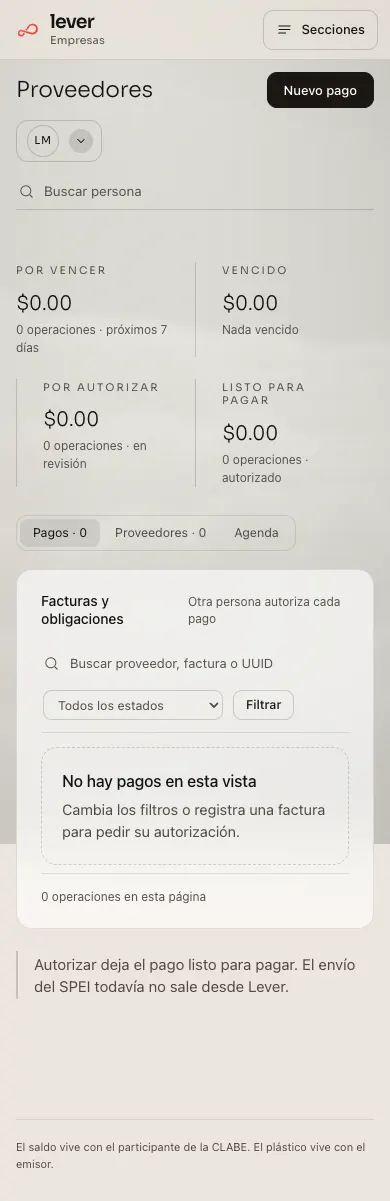 lever
Empresas
Secciones
Proveedores
Nuevo pago
LM
Buscar persona
POR VENCER
$0.00
0 operaciones · próximos 7
días
VENCIDO
$0.00
Nada vencido
POR AUTORIZAR
$0.00
0 operaciones · en
revisión
LISTO PARA
PAGAR
$0.00
0 operaciones ·
autorizado
Pagos · 0
Proveedores · 0
Agenda
Facturas y
obligaciones
Otra persona autoriza cada
pago
Buscar proveedor, factura o UUID
Todos los estados
Filtrar
No hay pagos en esta vista
Cambia los filtros o registra una factura
para pedir su autorización.
0 operaciones en esta página
Autorizar deja el pago listo para pagar. El envío
del SPEI todavía no sale desde Lever.
El saldo vive con el participante de la CLABE. El plástico vive con el
emisor.